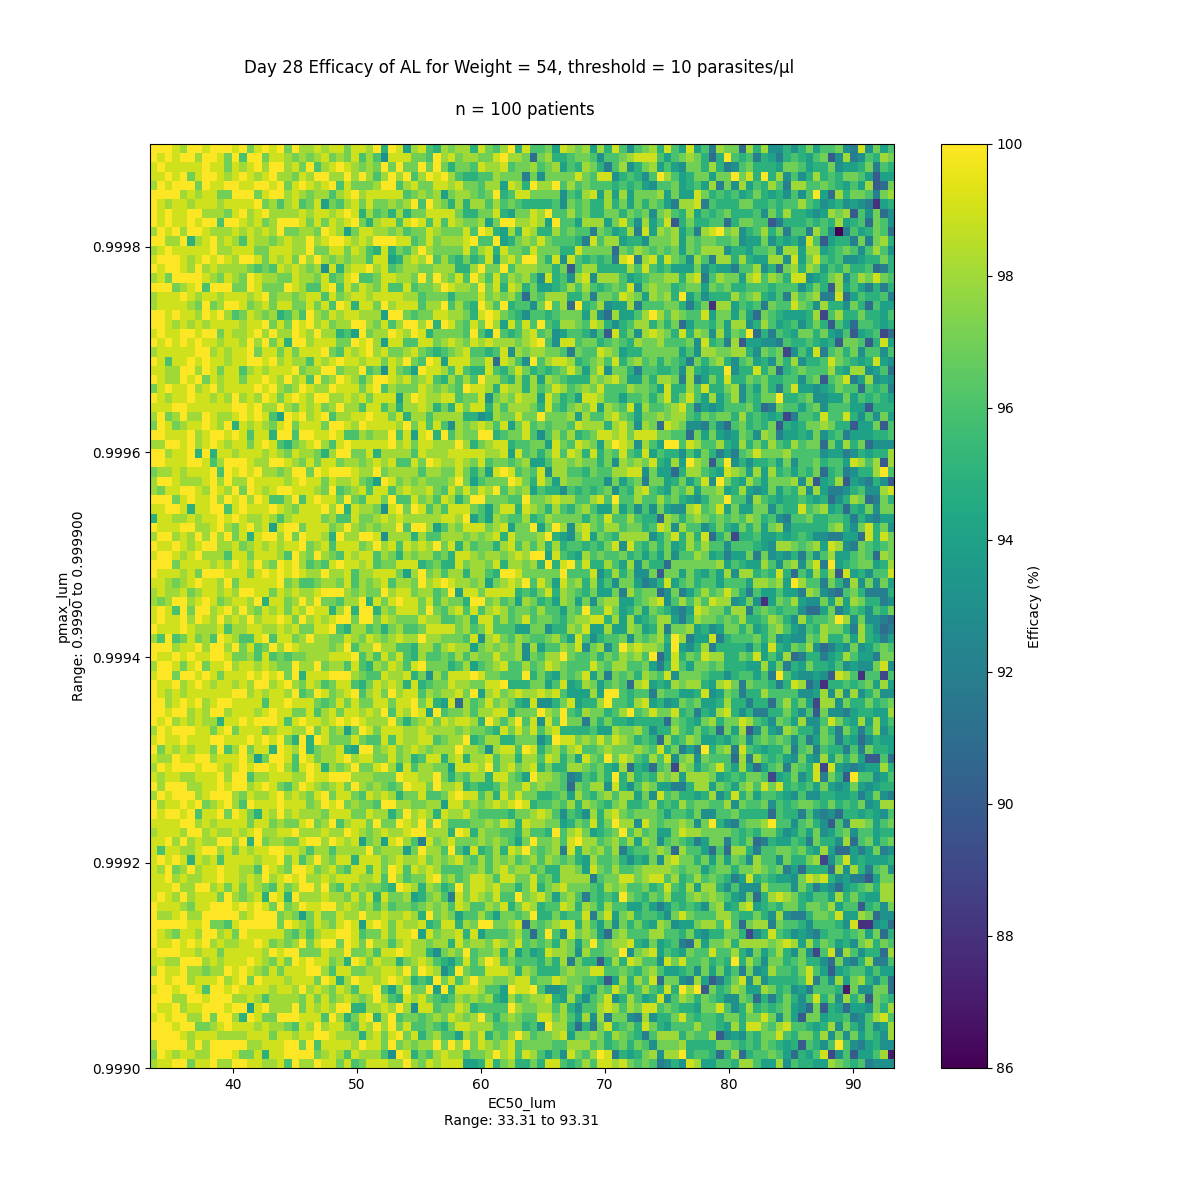 Day 28 Efficacy of AL for Weight = 54, threshold = 10 parasites/µl
n = 100 patients
100
98
96
94
92
90
88
86
Efficacy (%)
0.9998
0.9996
0.9994
0.9992
0.9990
pmax_lum
Range: 0.9990 to 0.999900
40
50
60
70
80
90
EC50_lum
Range: 33.31 to 93.31